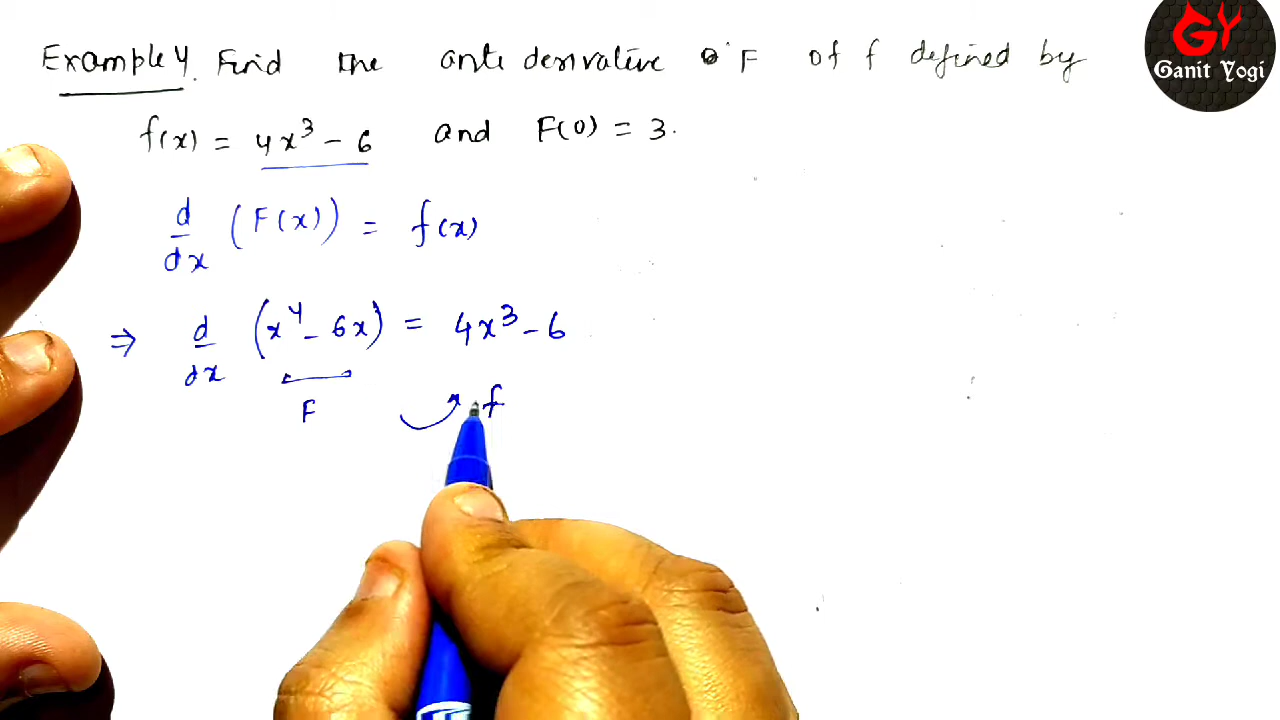 GY
Ganit Yogi
Example 4. Find the anti derivative F of f defined by
f(x) = 4x³ - 6 and F(0) = 3.
d/dx (F(x)) = f(x)
⇒ d/dx (x⁴ - 6x) = 4x³ - 6
F f